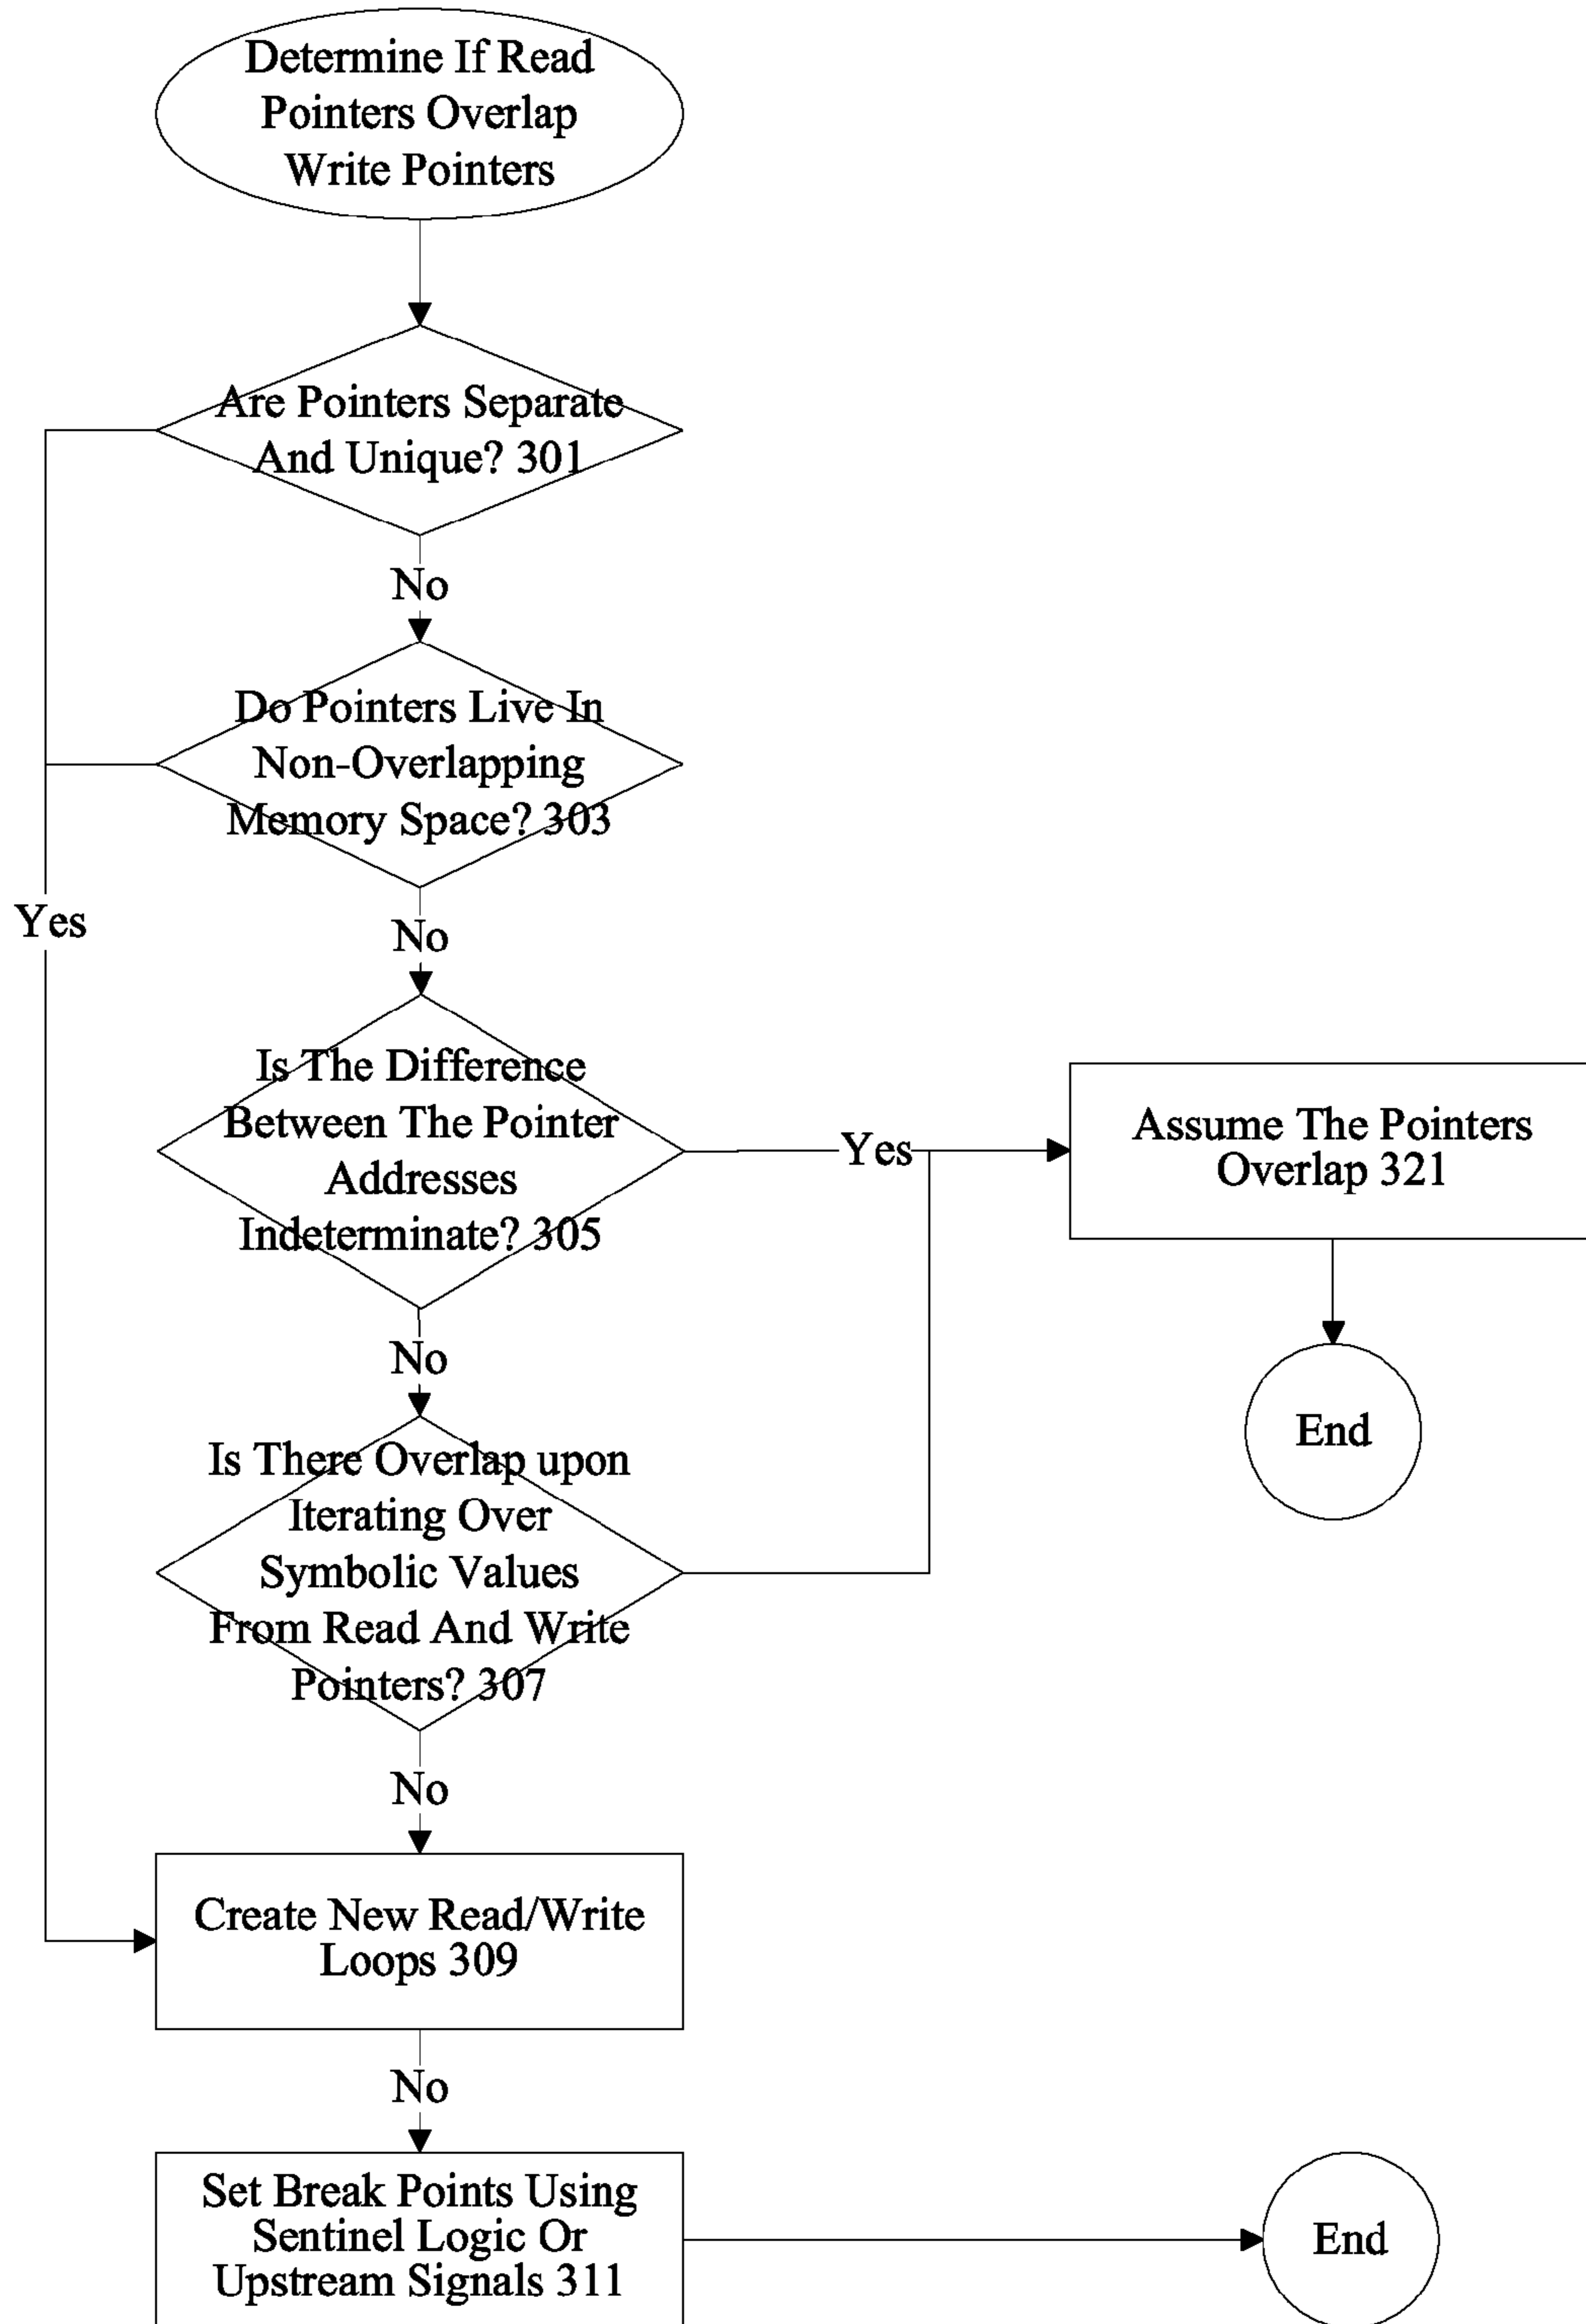 Determine If Read
Pointers Overlap
Write Pointers
Are Pointers Separate
And Unique? 301
No
Do Pointers Live In
Non-Overlapping
Memory Space? 303
Yes
No
Is The Difference
Between The Pointer
Addresses
Indeterminate? 305
Yes
Assume The Pointers
Overlap 321
No
End
Is There Overlap upon
Iterating Over
Symbolic Values
From Read And Write
Pointers? 307
No
Create New Read/Write
Loops 309
No
Set Break Points Using
Sentinel Logic Or
Upstream Signals 311
End